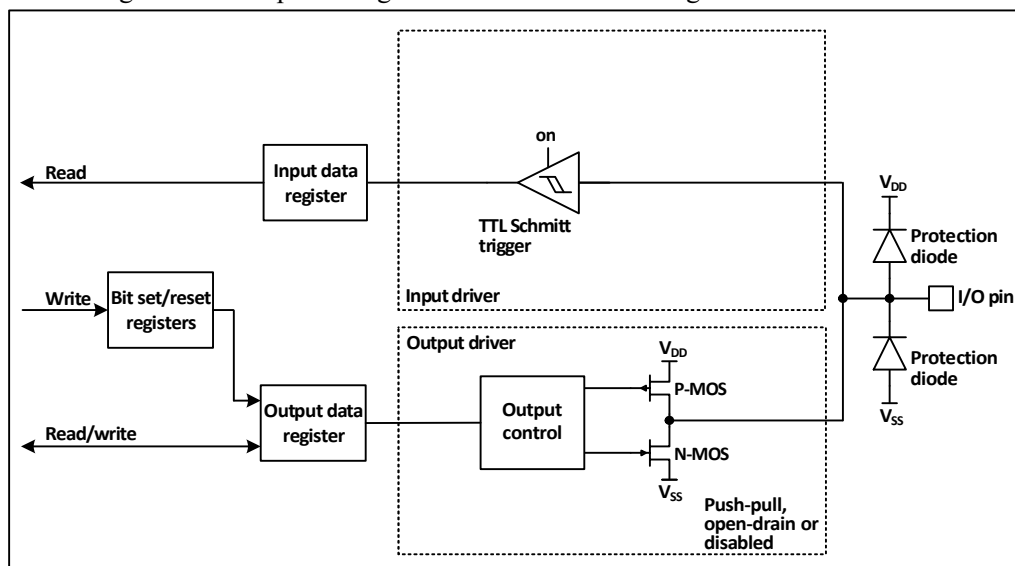 on
Read
Input data
register
TTL Schmitt
trigger
VDD
Protection
diode
Write
Bit set/reset
registers
Input driver
I/O pin
Output driver
VDD
P-MOS
Protection
diode
Output data
register
Output
control
VSS
Read/write
N-MOS
VSS
Push-pull,
open-drain or
disabled